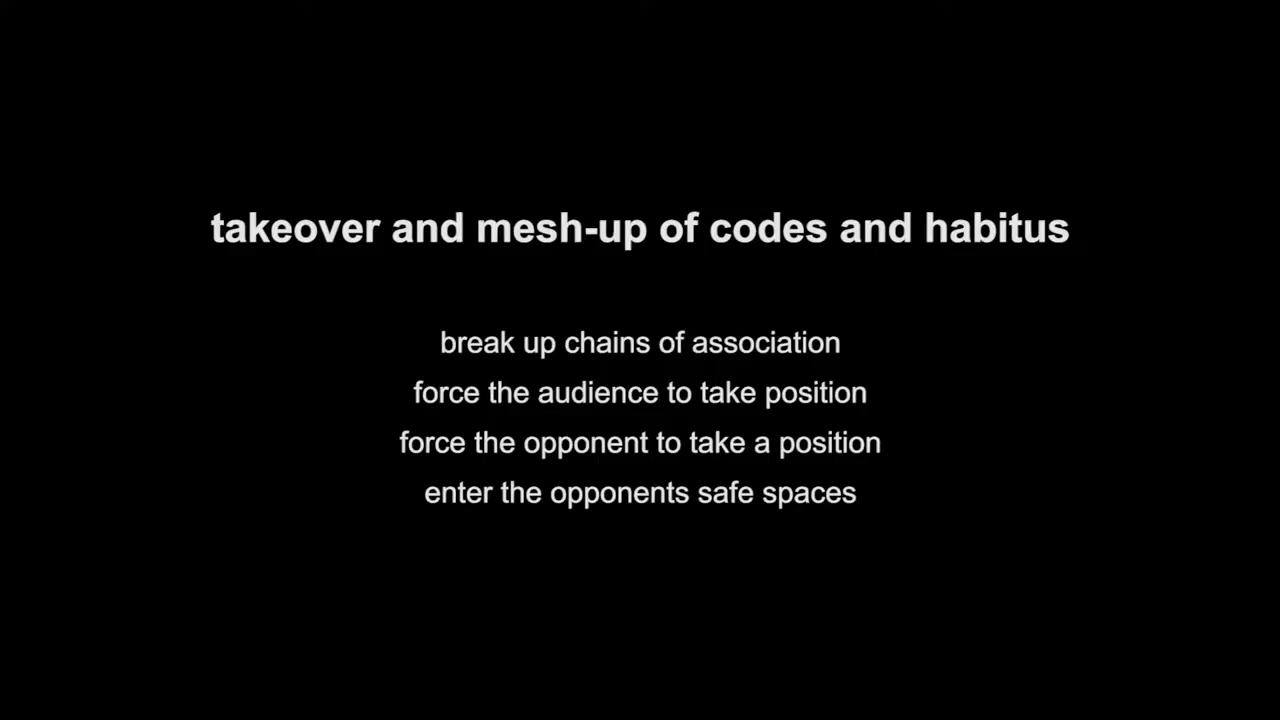 takeover and mesh-up of codes and habitus
break up chains of association
force the audience to take position
force the opponent to take a position
enter the opponents safe spaces